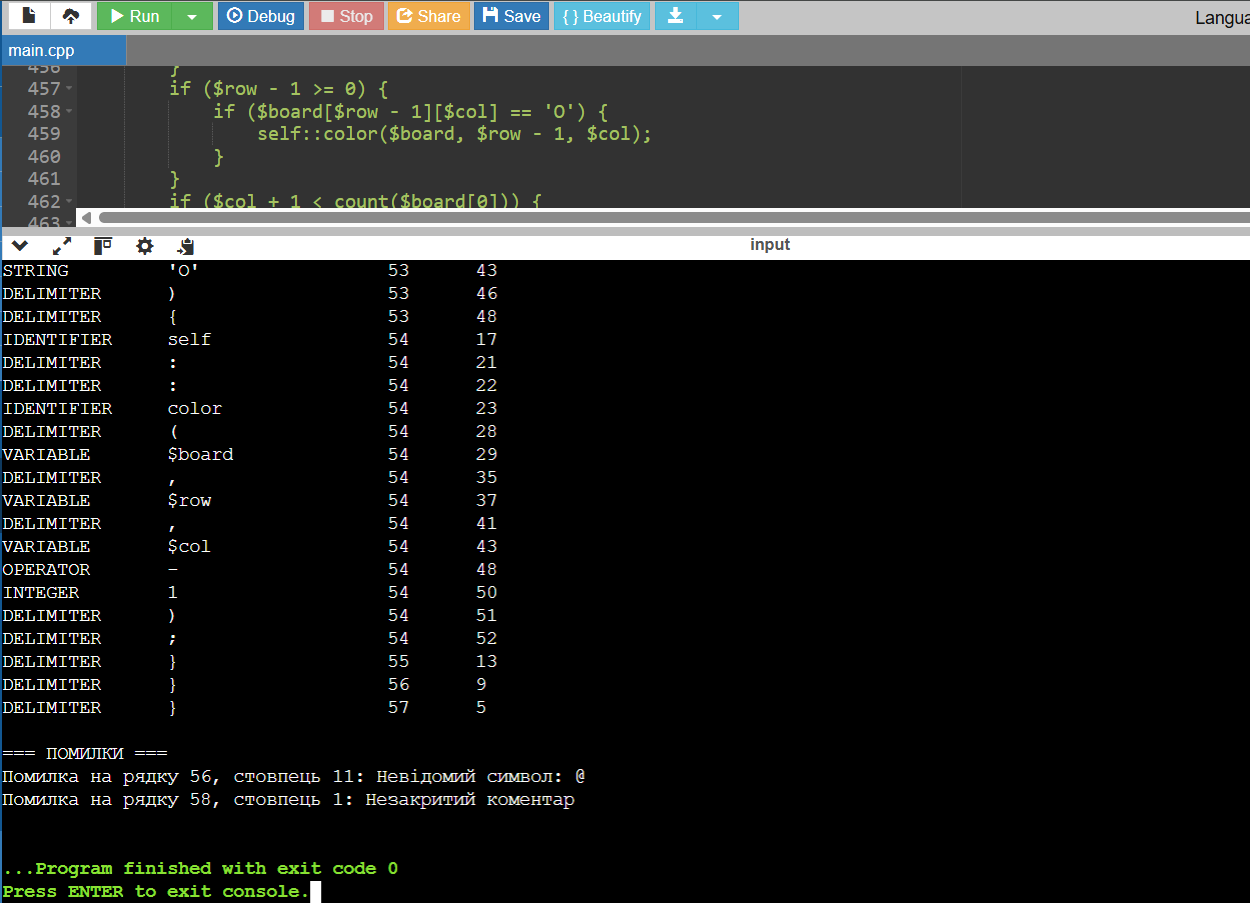 Run Debug Stop Share Save { } Beautify Langua
main.cpp
456 }
457 if ($row - 1 >= 0) {
458 if ($board[$row - 1][$col] == 'O') {
459 self::color($board, $row - 1, $col);
460 }
461 }
462 if ($col + 1 < count($board[0])) {
463
input
STRING 'O' 53 43
DELIMITER ) 53 46
DELIMITER { 53 48
IDENTIFIER self 54 17
DELIMITER : 54 21
DELIMITER : 54 22
IDENTIFIER color 54 23
DELIMITER ( 54 28
VARIABLE $board 54 29
DELIMITER , 54 35
VARIABLE $row 54 37
DELIMITER , 54 41
VARIABLE $col 54 43
OPERATOR - 54 48
INTEGER 1 54 50
DELIMITER ) 54 51
DELIMITER ; 54 52
DELIMITER } 55 13
DELIMITER } 56 9
DELIMITER } 57 5
=== ПОМИЛКИ ===
Помилка на рядку 56, стовпець 11: Невідомий символ: @
Помилка на рядку 58, стовпець 1: Незакритий коментар
...Program finished with exit code 0
Press ENTER to exit console.